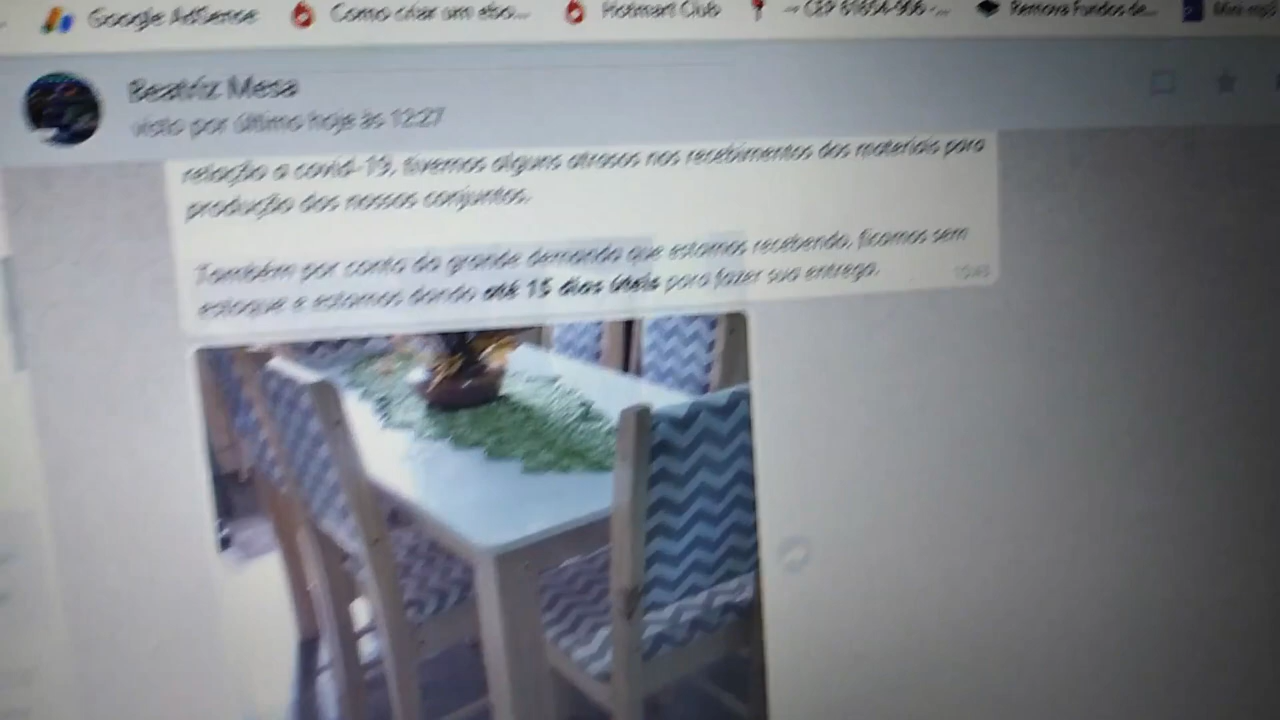 Google AdSense Como criar um ebo... Hotmart Club → CEP Remova Fundos de...
Beatriz Mesa
visto por último hoje às 12:27
relação a covid-19, tivemos alguns atrasos nos recebimentos dos materiais para
produção dos nossos conjuntos.
Também por conta da grande demanda que estamos recebendo, ficamos sem
estoque e estamos dando até 15 dias úteis para fazer sua entrega.